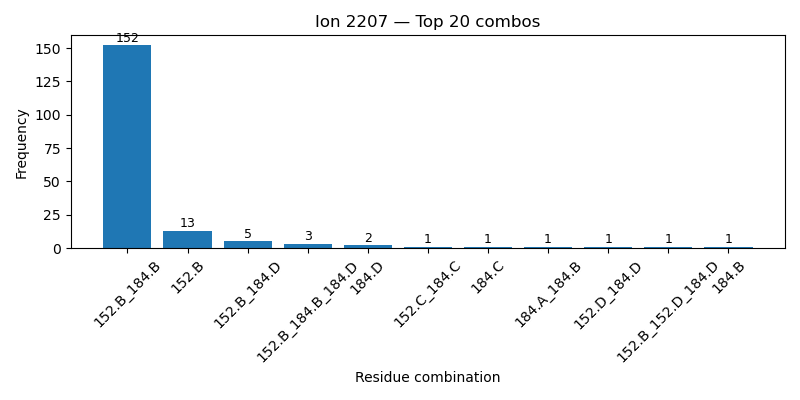 Ion 2207 — Top 20 combos
Frequency
150
125
100
75
50
25
0
152
13
5
3
2
1
1
1
1
1
1
152.B_184.B
152.B
152.B_184.D
152.B_184.B_184.D
184.D
152.C_184.C
184.C
184.A_184.B
152.D_184.D
152.B_152.D_184.D
184.B
Residue combination